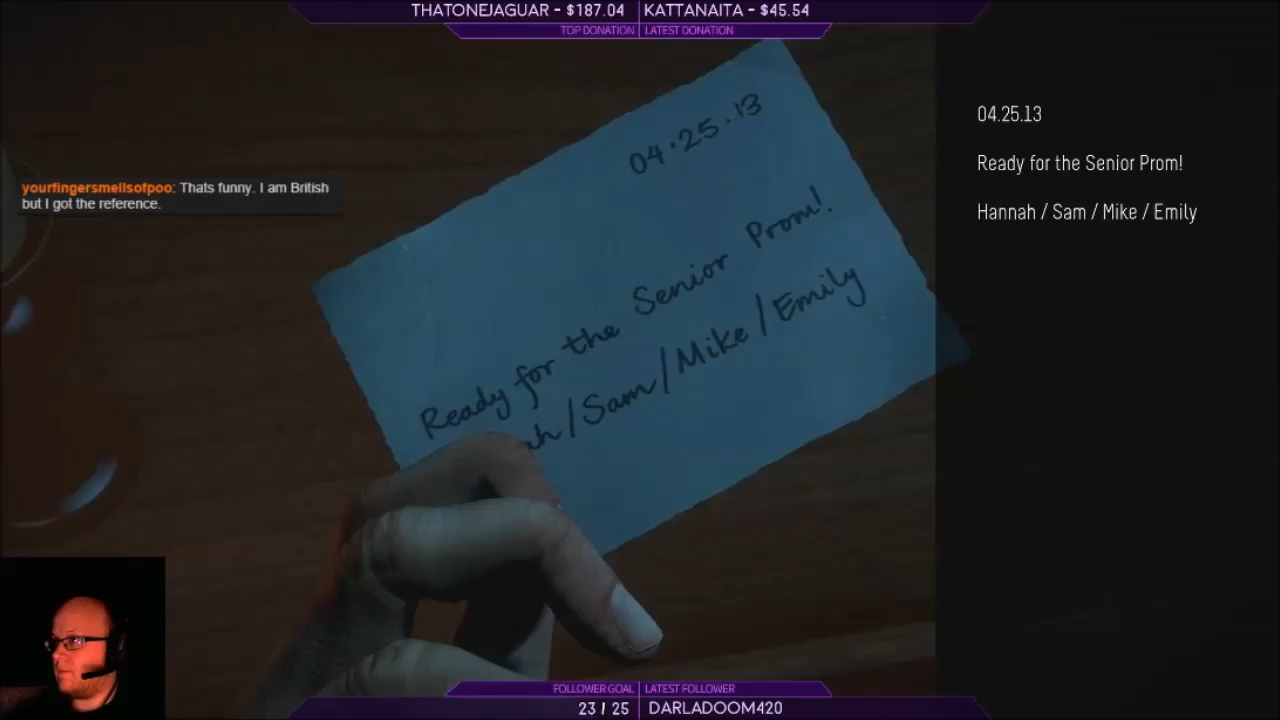 THATONEJAGUAR - $187.04 KATTANAITA - $45.54
TOP DONATION LATEST DONATION
yourfingersmellsofpoo: Thats funny. I am British
but I got the reference.
04.25.13
Ready for the Senior Prom!
ah/Sam/Mike/Emily
04.25.13
Ready for the Senior Prom!
Hannah / Sam / Mike / Emily
FOLLOWER GOAL LATEST FOLLOWER
23 / 25 DARLADOOM420